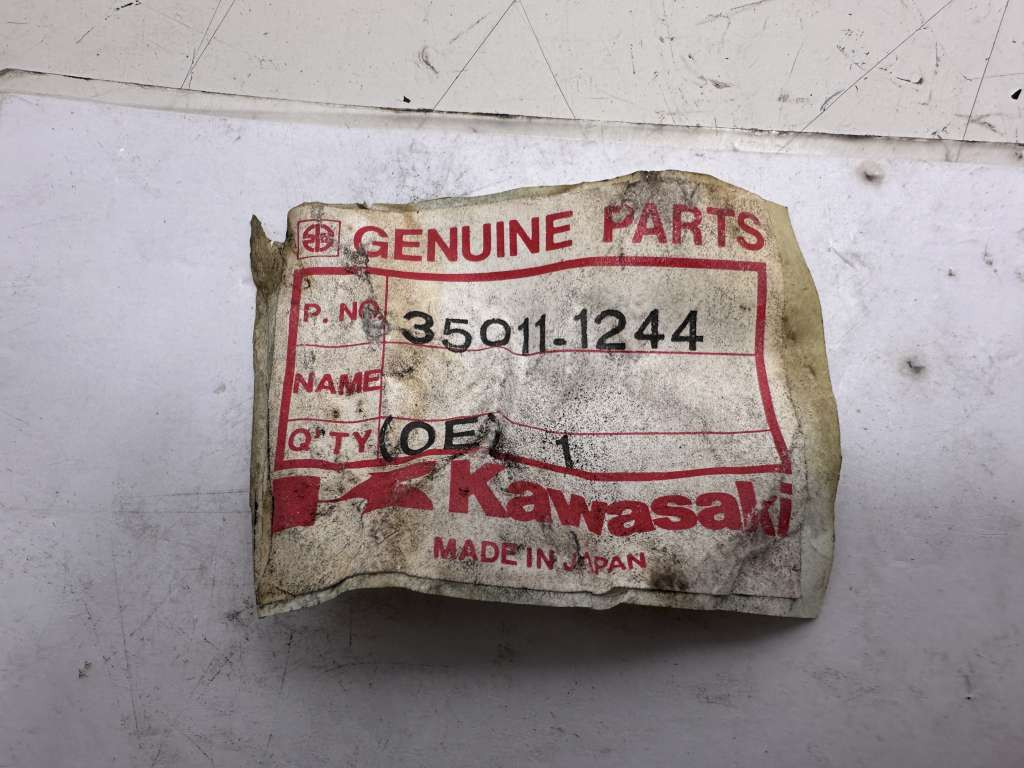 GENUINE PARTS
P. NO. 35011-1244
NAME
Q'TY (OE) 1
Kawasaki
MADE IN JAPAN